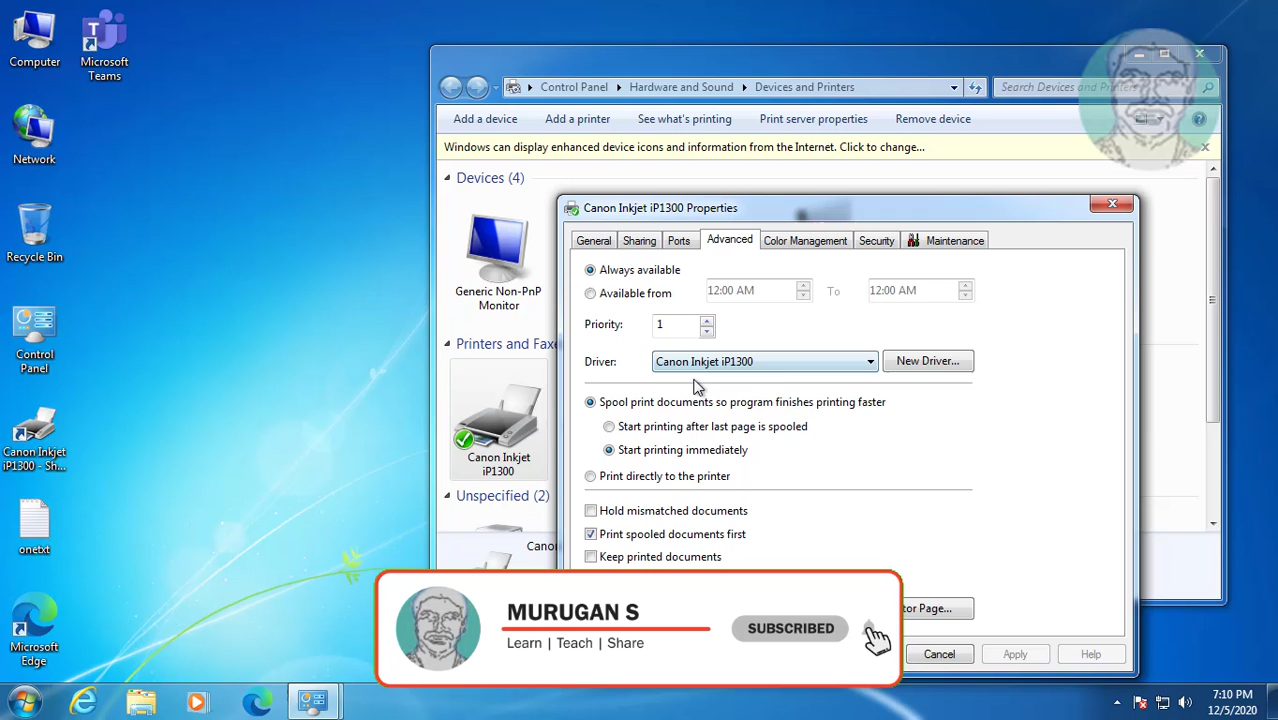 Computer
Microsoft
Teams
Network
Recycle Bin
Control
Panel
Canon Inkjet
iP1300 - Sh...
onetxt
Microsoft
Edge
Control Panel
Hardware and Sound
Devices and Printers
Search Devices and Printers
Add a device
Add a printer
See what's printing
Print server properties
Remove device
Windows can display enhanced device icons and information from the Internet. Click to change...
Devices (4)
Generic Non-PnP
Monitor
Printers and Faxe
Canon Inkjet
iP1300
Unspecified (2)
Cano
Canon Inkjet iP1300 Properties
General
Sharing
Ports
Advanced
Color Management
Security
Maintenance
Always available
Available from
12:00 AM
To
12:00 AM
Priority:
1
Driver:
Canon Inkjet iP1300
New Driver...
Spool print documents so program finishes printing faster
Start printing after last page is spooled
Start printing immediately
Print directly to the printer
Hold mismatched documents
Print spooled documents first
Keep printed documents
tor Page...
Cancel
Apply
Help
MURUGAN S
Learn | Teach | Share
SUBSCRIBED
7:10 PM
12/5/2020